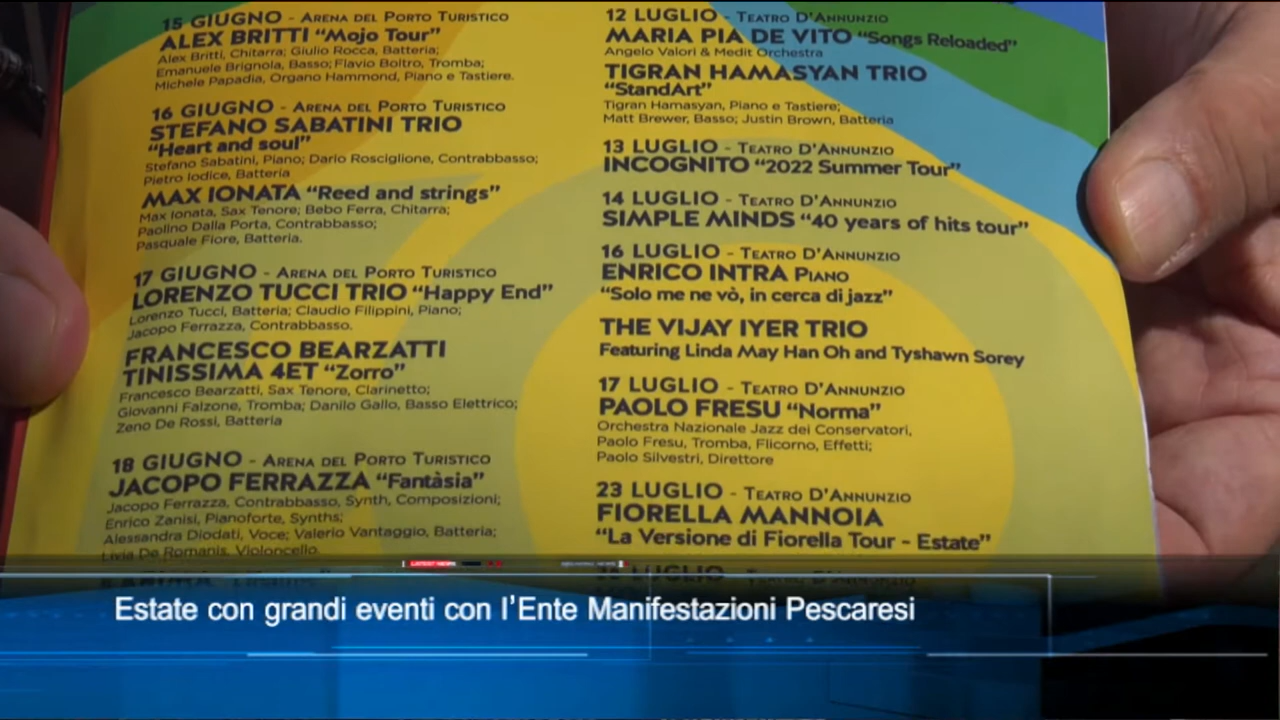 15 GIUGNO - ARENA DEL PORTO TURISTICO
ALEX BRITTI “Mojo Tour”
Alex Britti, Chitarra; Giulio Rocca, Batteria;
Emanuele Brignola, Basso; Flavio Boltro, Tromba;
Michele Papadia, Organo Hammond, Piano e Tastiere.
16 GIUGNO - ARENA DEL PORTO TURISTICO
STEFANO SABATINI TRIO
“Heart and soul”
Stefano Sabatini, Piano; Dario Rosciglione, Contrabbasso;
Pietro Iodice, Batteria
MAX IONATA “Reed and strings”
Max Ionata, Sax Tenore; Bebo Ferra, Chitarra;
Paolino Dalla Porta, Contrabbasso;
Pasquale Fiore, Batteria.
17 GIUGNO - ARENA DEL PORTO TURISTICO
LORENZO TUCCI TRIO “Happy End”
Lorenzo Tucci, Batteria; Claudio Filippini, Piano;
Jacopo Ferrazza, Contrabbasso.
FRANCESCO BEARZATTI
TINISSIMA 4ET “Zorro”
Francesco Bearzatti, Sax Tenore, Clarinetto;
Giovanni Falzone, Tromba; Danilo Gallo, Basso Elettrico;
Zeno De Rossi, Batteria
18 GIUGNO - ARENA DEL PORTO TURISTICO
JACOPO FERRAZZA “Fantàsia”
Jacopo Ferrazza, Contrabbasso, Synth, Composizioni;
Enrico Zanisi, Pianoforte, Synths;
Alessandra Diodati, Voce; Valerio Vantaggio, Batteria;
Livia De Romanis, Violoncello.
12 LUGLIO - TEATRO D'ANNUNZIO
MARIA PIA DE VITO “Songs Reloaded”
Angelo Valori & Medit Orchestra
TIGRAN HAMASYAN TRIO
“StandArt”
Tigran Hamasyan, Piano e Tastiere;
Matt Brewer, Basso; Justin Brown, Batteria
13 LUGLIO - TEATRO D'ANNUNZIO
INCOGNITO “2022 Summer Tour”
14 LUGLIO - TEATRO D'ANNUNZIO
SIMPLE MINDS “40 years of hits tour”
16 LUGLIO - TEATRO D'ANNUNZIO
ENRICO INTRA PIANO
“Solo me ne vò, in cerca di jazz”
THE VIJAY IYER TRIO
Featuring Linda May Han Oh and Tyshawn Sorey
17 LUGLIO - TEATRO D'ANNUNZIO
PAOLO FRESU “Norma”
Orchestra Nazionale Jazz dei Conservatori,
Paolo Fresu, Tromba, Flicorno, Effetti;
Paolo Silvestri, Direttore
23 LUGLIO - TEATRO D'ANNUNZIO
FIORELLA MANNOIA
“La Versione di Fiorella Tour - Estate”
LATEST NEWS
Estate con grandi eventi con l’Ente Manifestazioni Pescaresi